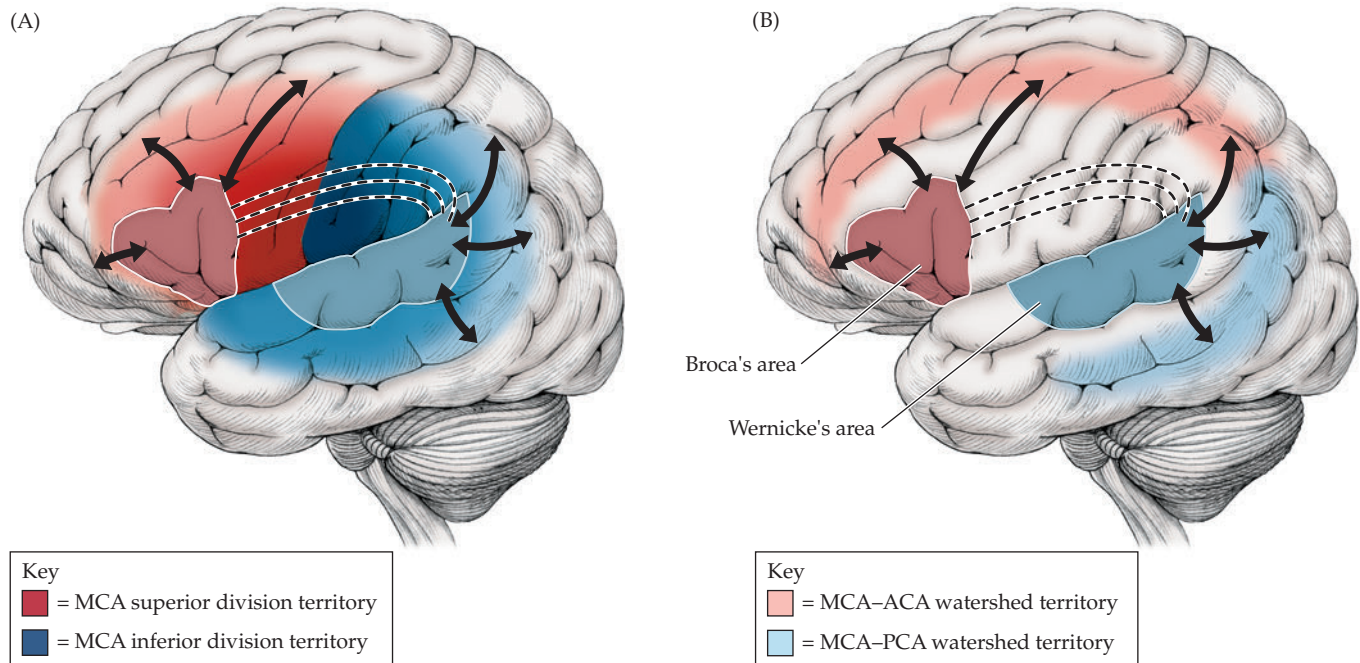 (A)
(B)
Broca's area
Wernicke's area
Key
= MCA superior division territory
= MCA inferior division territory
Key
= MCA–ACA watershed territory
= MCA–PCA watershed territory